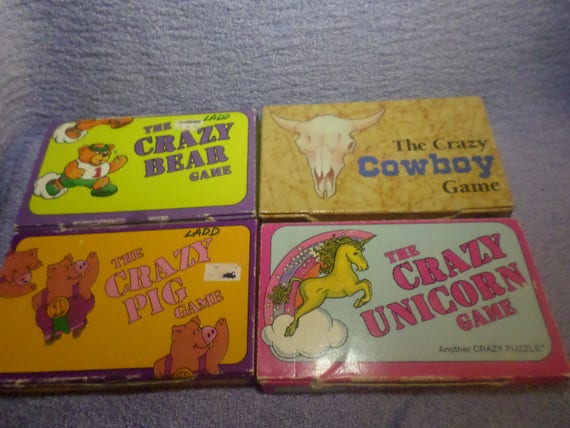 LADD
THE
CRAZY
BEAR
GAME
The Crazy
Cowboy
Game
LADD
THE
CRAZY
PIG
GAME
THE
CRAZY
UNICORN
GAME
Another CRAZY PUZZLE™